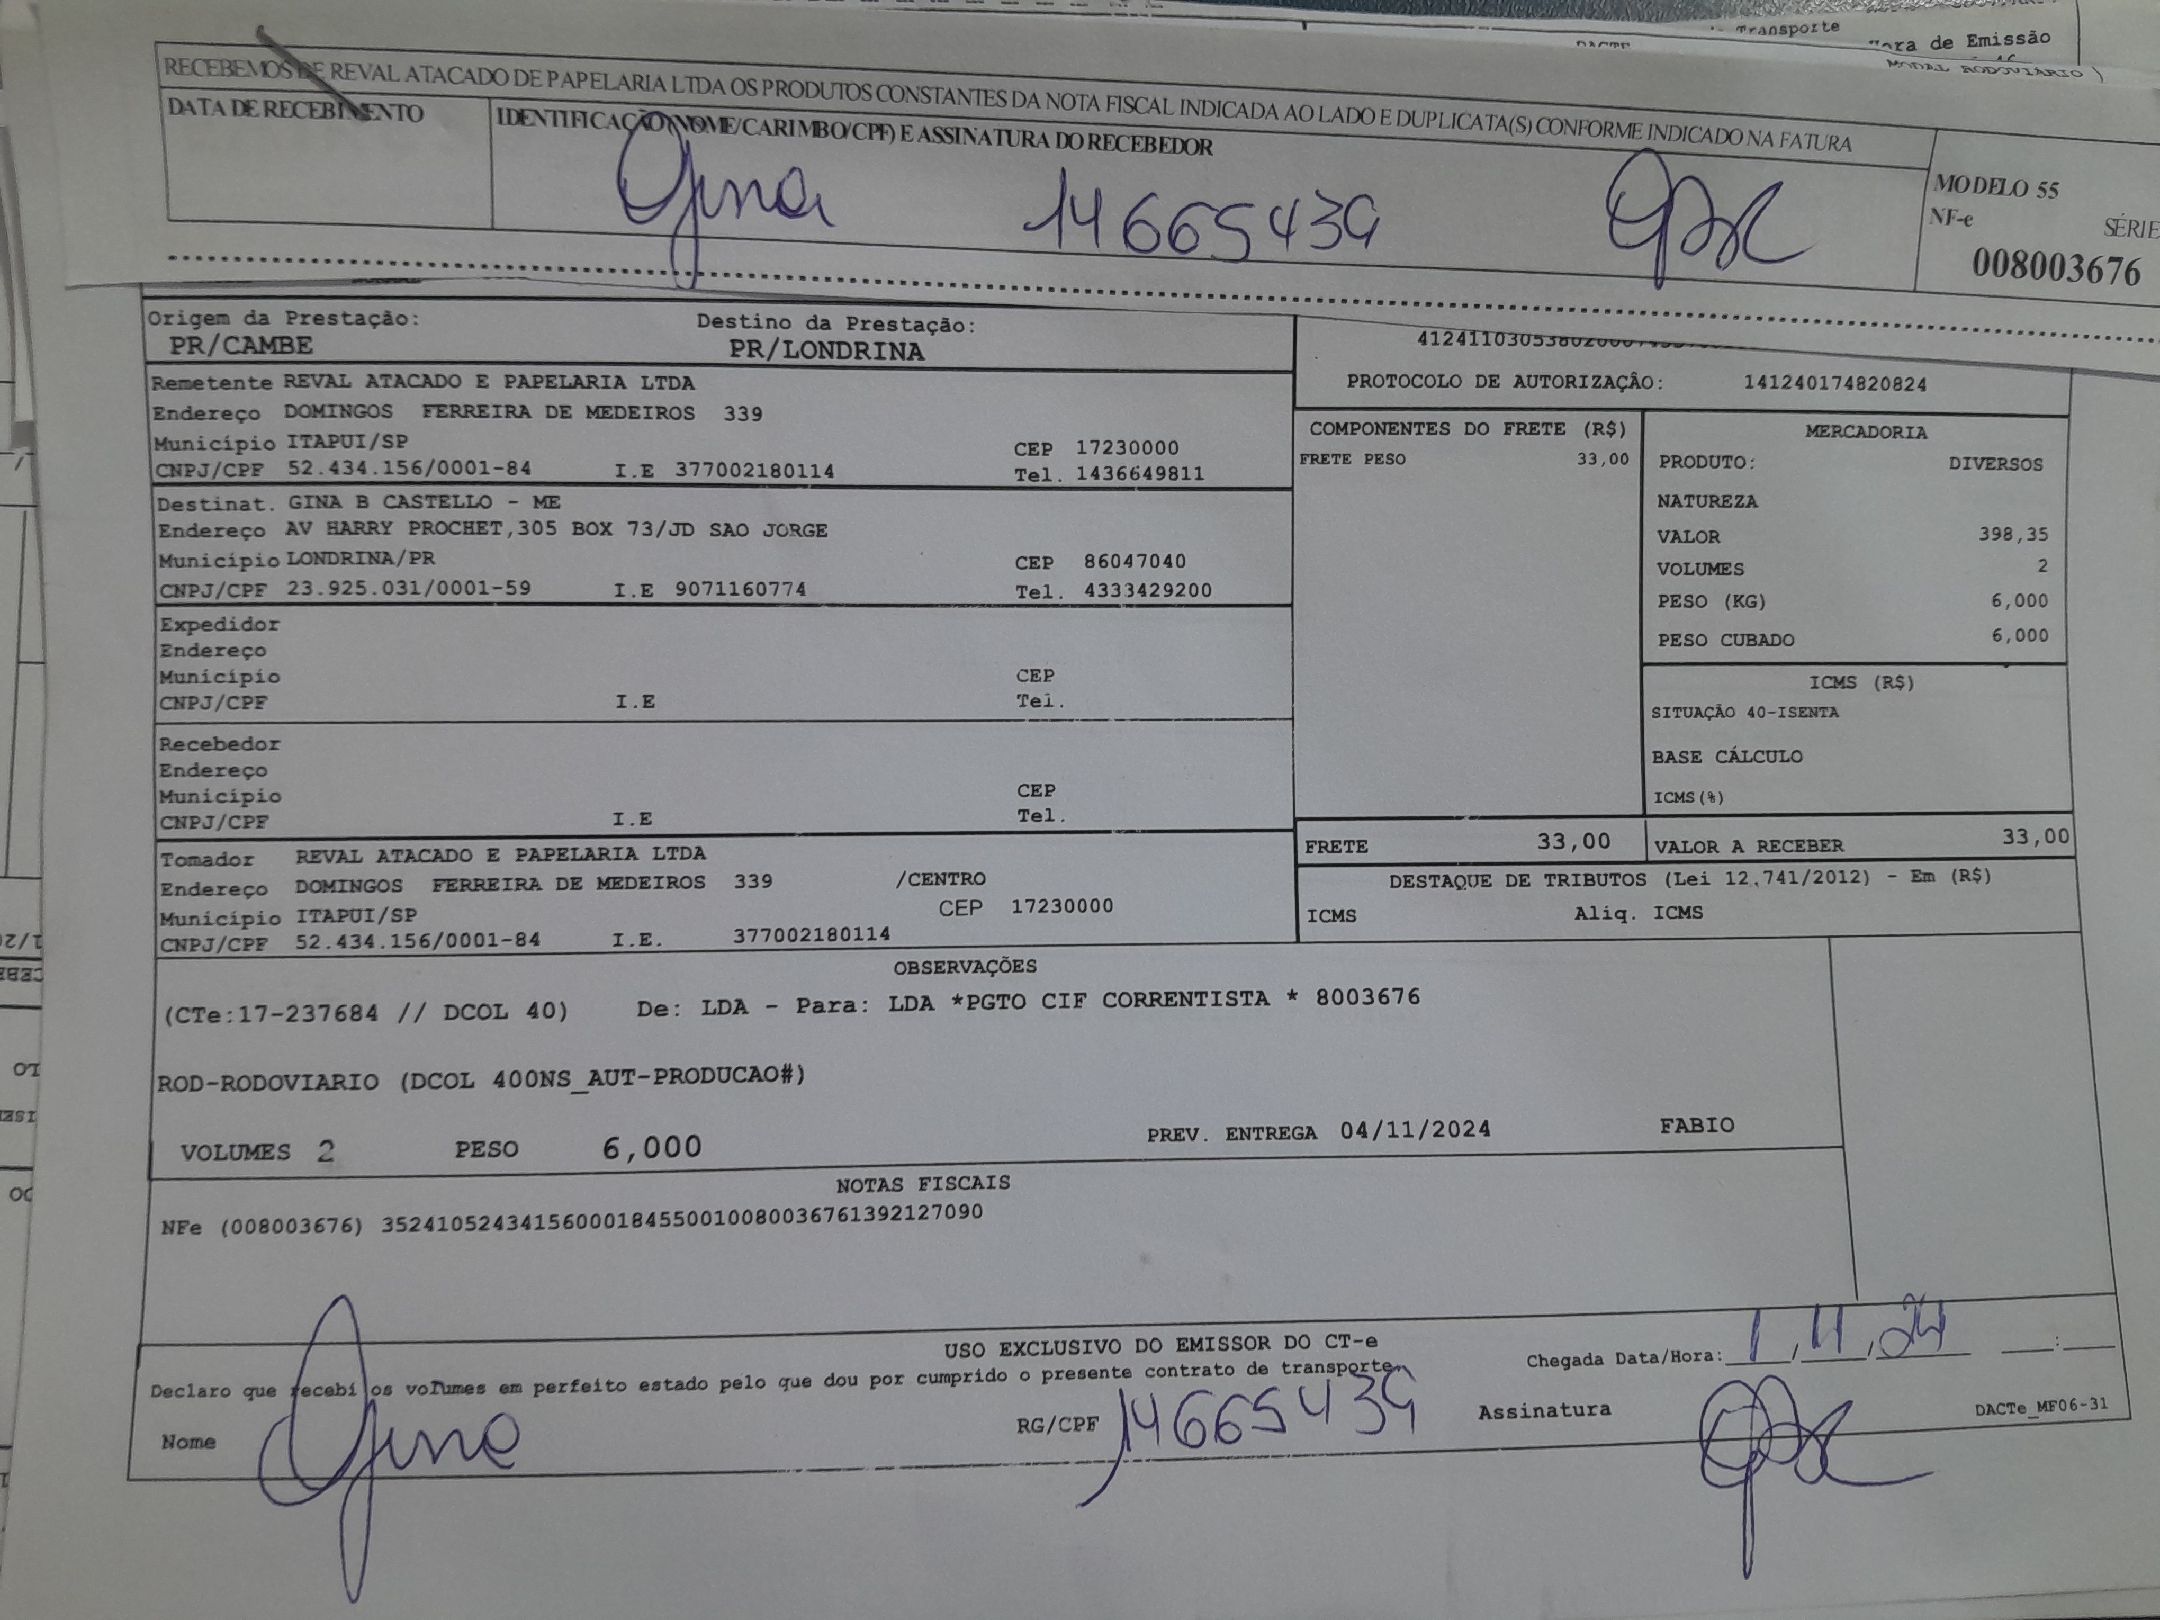 Transporte
Hora de Emissão
MODAL RODOVIARIO
RECEBEMOS DE REVAL ATACADO DE PAPELARIA LTDA OS PRODUTOS CONSTANTES DA NOTA FISCAL INDICADA AO LADO E DUPLICATA(S) CONFORME INDICADO NA FATURA
DATA DE RECEBIMENTO
IDENTIFICAÇÃO (NOME/CARIMBO/CPF) E ASSINATURA DO RECEBEDOR
Gina 14665439
MODELO 55
NF-e SÉRIE
008003676
Origem da Prestação: Destino da Prestação:
PR/CAMBE PR/LONDRINA
PROTOCOLO DE AUTORIZAÇÃO: 141240174820824
Remetente REVAL ATACADO E PAPELARIA LTDA
Endereço DOMINGOS FERREIRA DE MEDEIROS 339
Município ITAPUI/SP CEP 17230000
CNPJ/CPF 52.434.156/0001-84 I.E 377002180114 Tel. 1436649811
Destinat. GINA B CASTELLO - ME
Endereço AV HARRY PROCHET,305 BOX 73/JD SAO JORGE
Município LONDRINA/PR CEP 86047040
CNPJ/CPF 23.925.031/0001-59 I.E 9071160774 Tel. 4333429200
Expedidor
Endereço
Município CEP
CNPJ/CPF I.E Tel.
Recebedor
Endereço
Município CEP
CNPJ/CPF I.E Tel.
Tomador REVAL ATACADO E PAPELARIA LTDA
Endereço DOMINGOS FERREIRA DE MEDEIROS 339 /CENTRO
Município ITAPUI/SP CEP 17230000
CNPJ/CPF 52.434.156/0001-84 I.E. 377002180114
COMPONENTES DO FRETE (R$)
FRETE PESO 33,00
MERCADORIA
PRODUTO: DIVERSOS
NATUREZA
VALOR 398,35
VOLUMES 2
PESO (KG) 6,000
PESO CUBADO 6,000
ICMS (R$)
SITUAÇÃO 40-ISENTA
BASE CÁLCULO
ICMS(%)
FRETE 33,00 VALOR A RECEBER 33,00
DESTAQUE DE TRIBUTOS (Lei 12.741/2012) - Em (R$)
ICMS Aliq. ICMS
OBSERVAÇÕES
(CTe:17-237684 // DCOL 40) De: LDA - Para: LDA *PGTO CIF CORRENTISTA * 8003676
ROD-RODOVIARIO (DCOL 400NS_AUT-PRODUCAO#)
VOLUMES 2 PESO 6,000 PREV. ENTREGA 04/11/2024 FABIO
NOTAS FISCAIS
NFe (008003676) 35241052434156000184550010080036761392127090
USO EXCLUSIVO DO EMISSOR DO CT-e
Chegada Data/Hora: 1, 11, 24 __:__
Declaro que recebi os volumes em perfeito estado pelo que dou por cumprido o presente contrato de transporte.
Nome Gina RG/CPF 14665439 Assinatura
DACTe_MF06-31